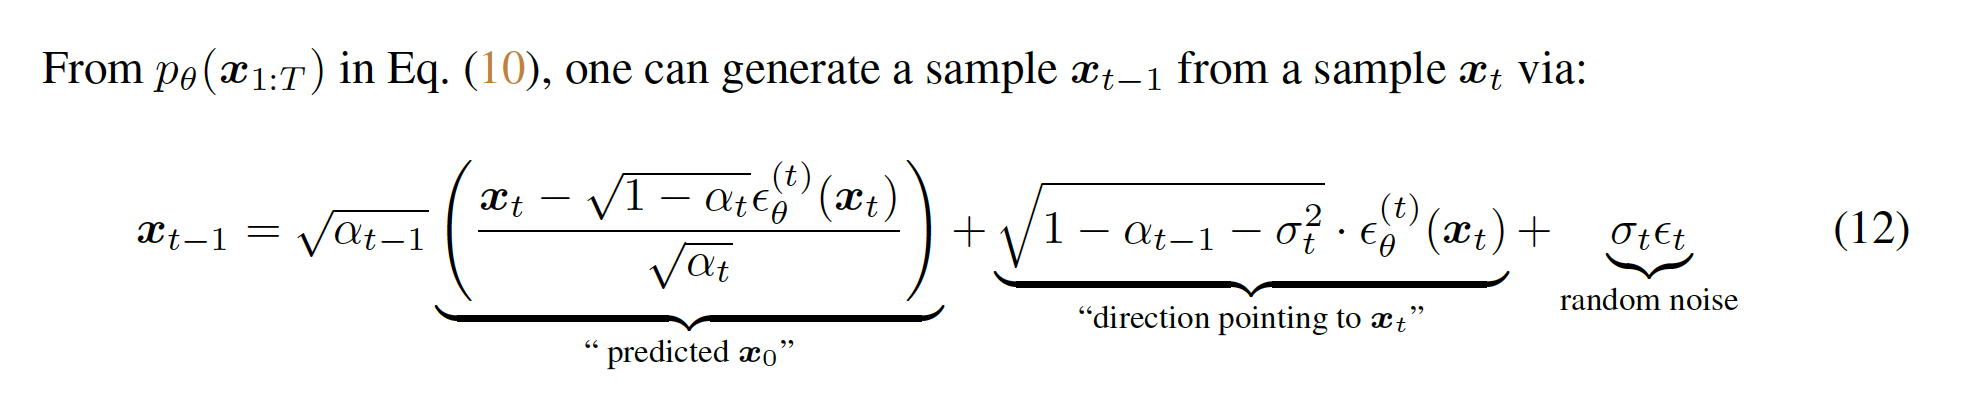 From $p_\theta(\boldsymbol{x}_{1:T})$ in Eq. (10), one can generate a sample $\boldsymbol{x}_{t-1}$ from a sample $\boldsymbol{x}_t$ via:
$$\boldsymbol{x}_{t-1} = \sqrt{\alpha_{t-1}} \underbrace{\left( \frac{\boldsymbol{x}_t - \sqrt{1 - \alpha_t} \epsilon_\theta^{(t)}(\boldsymbol{x}_t)}{\sqrt{\alpha_t}} \right)}_{\text{“ predicted } \boldsymbol{x}_0 \text{”}} + \underbrace{\sqrt{1 - \alpha_{t-1} - \sigma_t^2} \cdot \epsilon_\theta^{(t)}(\boldsymbol{x}_t)}_{\text{“direction pointing to } \boldsymbol{x}_t \text{”}} + \underbrace{\sigma_t \epsilon_t}_{\text{random noise}} \quad (12)$$